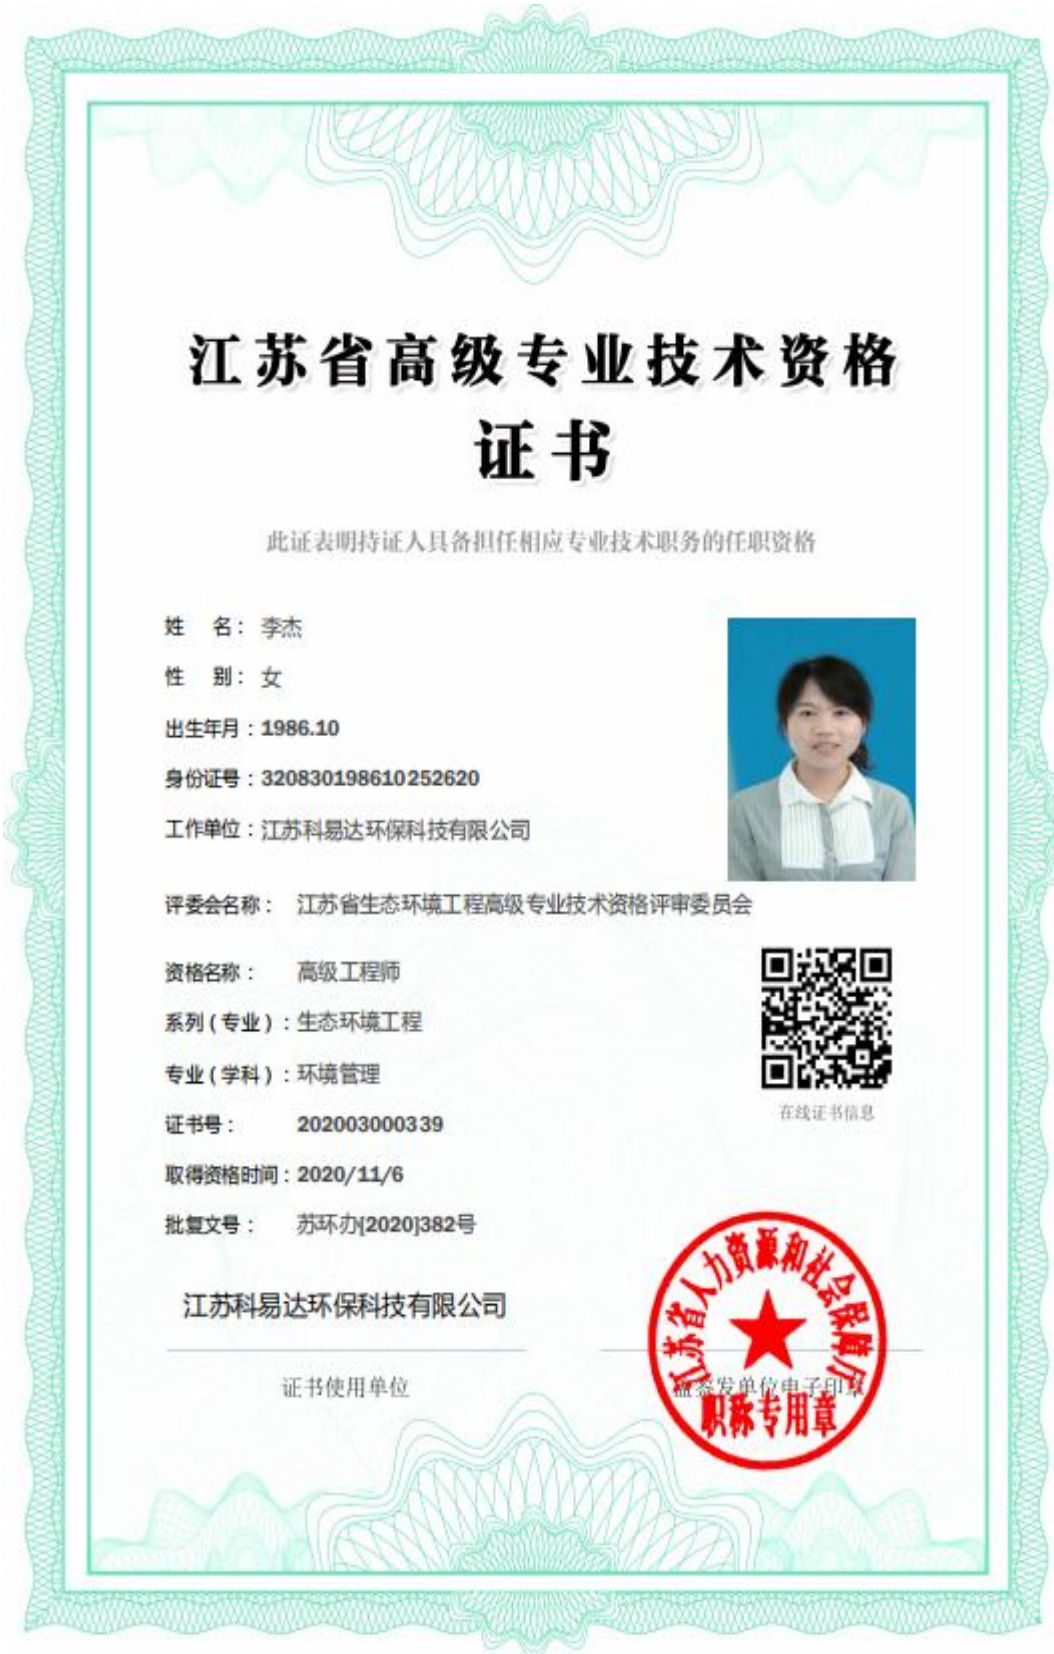 江苏省高级专业技术资格
证书
此证表明持证人具备担任相应专业技术职务的任职资格
姓 名： 李杰
性 别： 女
出生年月：1986.10
身份证号：320830198610252620
工作单位：江苏科易达环保科技有限公司
评委会名称： 江苏省生态环境工程高级专业技术资格评审委员会
资格名称： 高级工程师
系列(专业)：生态环境工程
专业(学科)：环境管理
在线证书信息
证书号： 202003000339
取得资格时间：2020/11/6
批复文号： 苏环办[2020]382号
江苏科易达环保科技有限公司
江苏省人力资源和社会保障厅
证书使用单位
盖签发单位电子印章
职称专用章